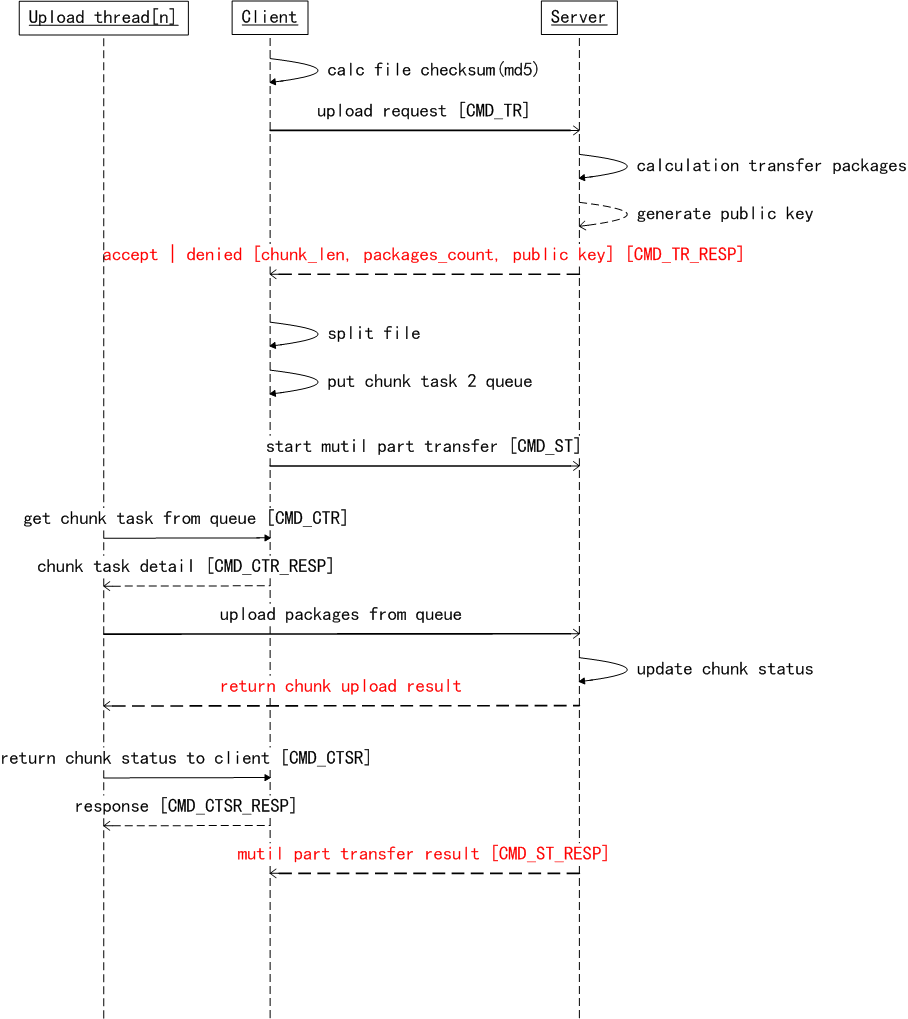 Upload thread[n]
Client
Server
calc file checksum(md5)
upload request [CMD_TR]
calculation transfer packages
generate public key
accept | denied [chunk_len, packages_count, public key] [CMD_TR_RESP]
split file
put chunk task 2 queue
start mutil part transfer [CMD_ST]
get chunk task from queue [CMD_CTR]
chunk task detail [CMD_CTR_RESP]
upload packages from queue
update chunk status
return chunk upload result
return chunk status to client [CMD_CTSR]
response [CMD_CTSR_RESP]
mutil part transfer result [CMD_ST_RESP]